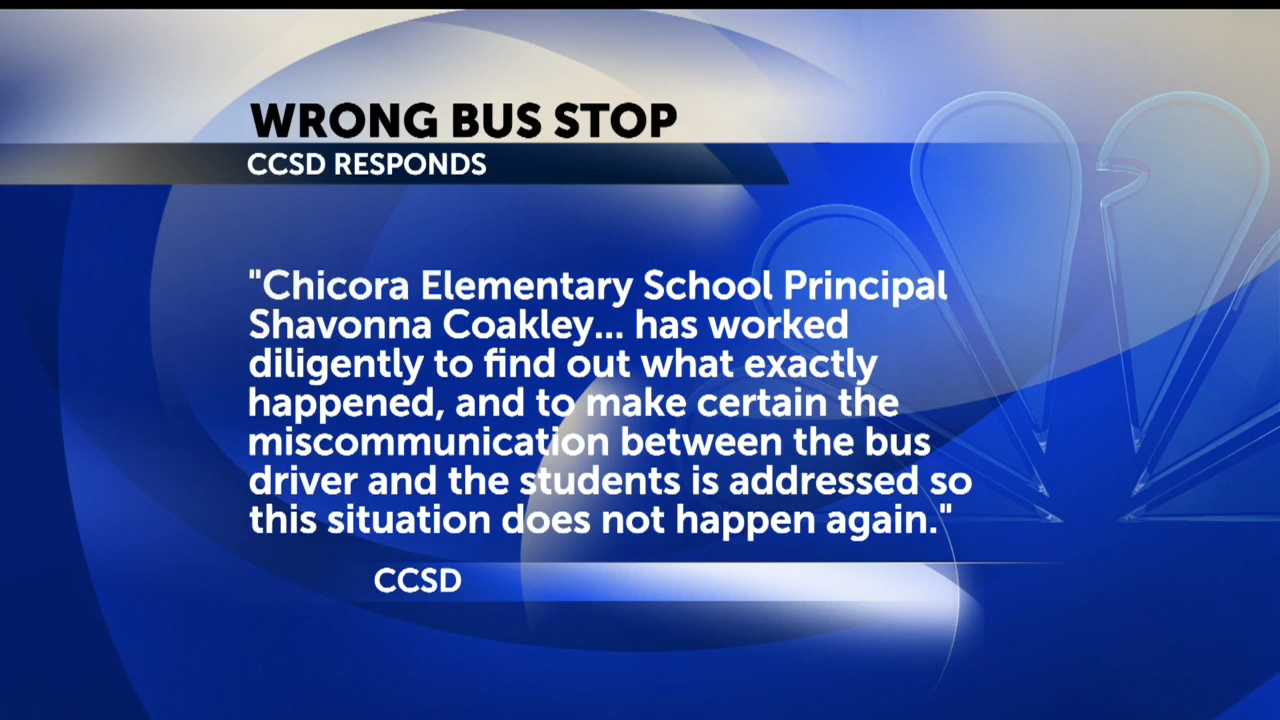 WRONG BUS STOP
CCSD RESPONDS
"Chicora Elementary School Principal
Shavonna Coakley... has worked
diligently to find out what exactly
happened, and to make certain the
miscommunication between the bus
driver and the students is addressed so
this situation does not happen again."
CCSD